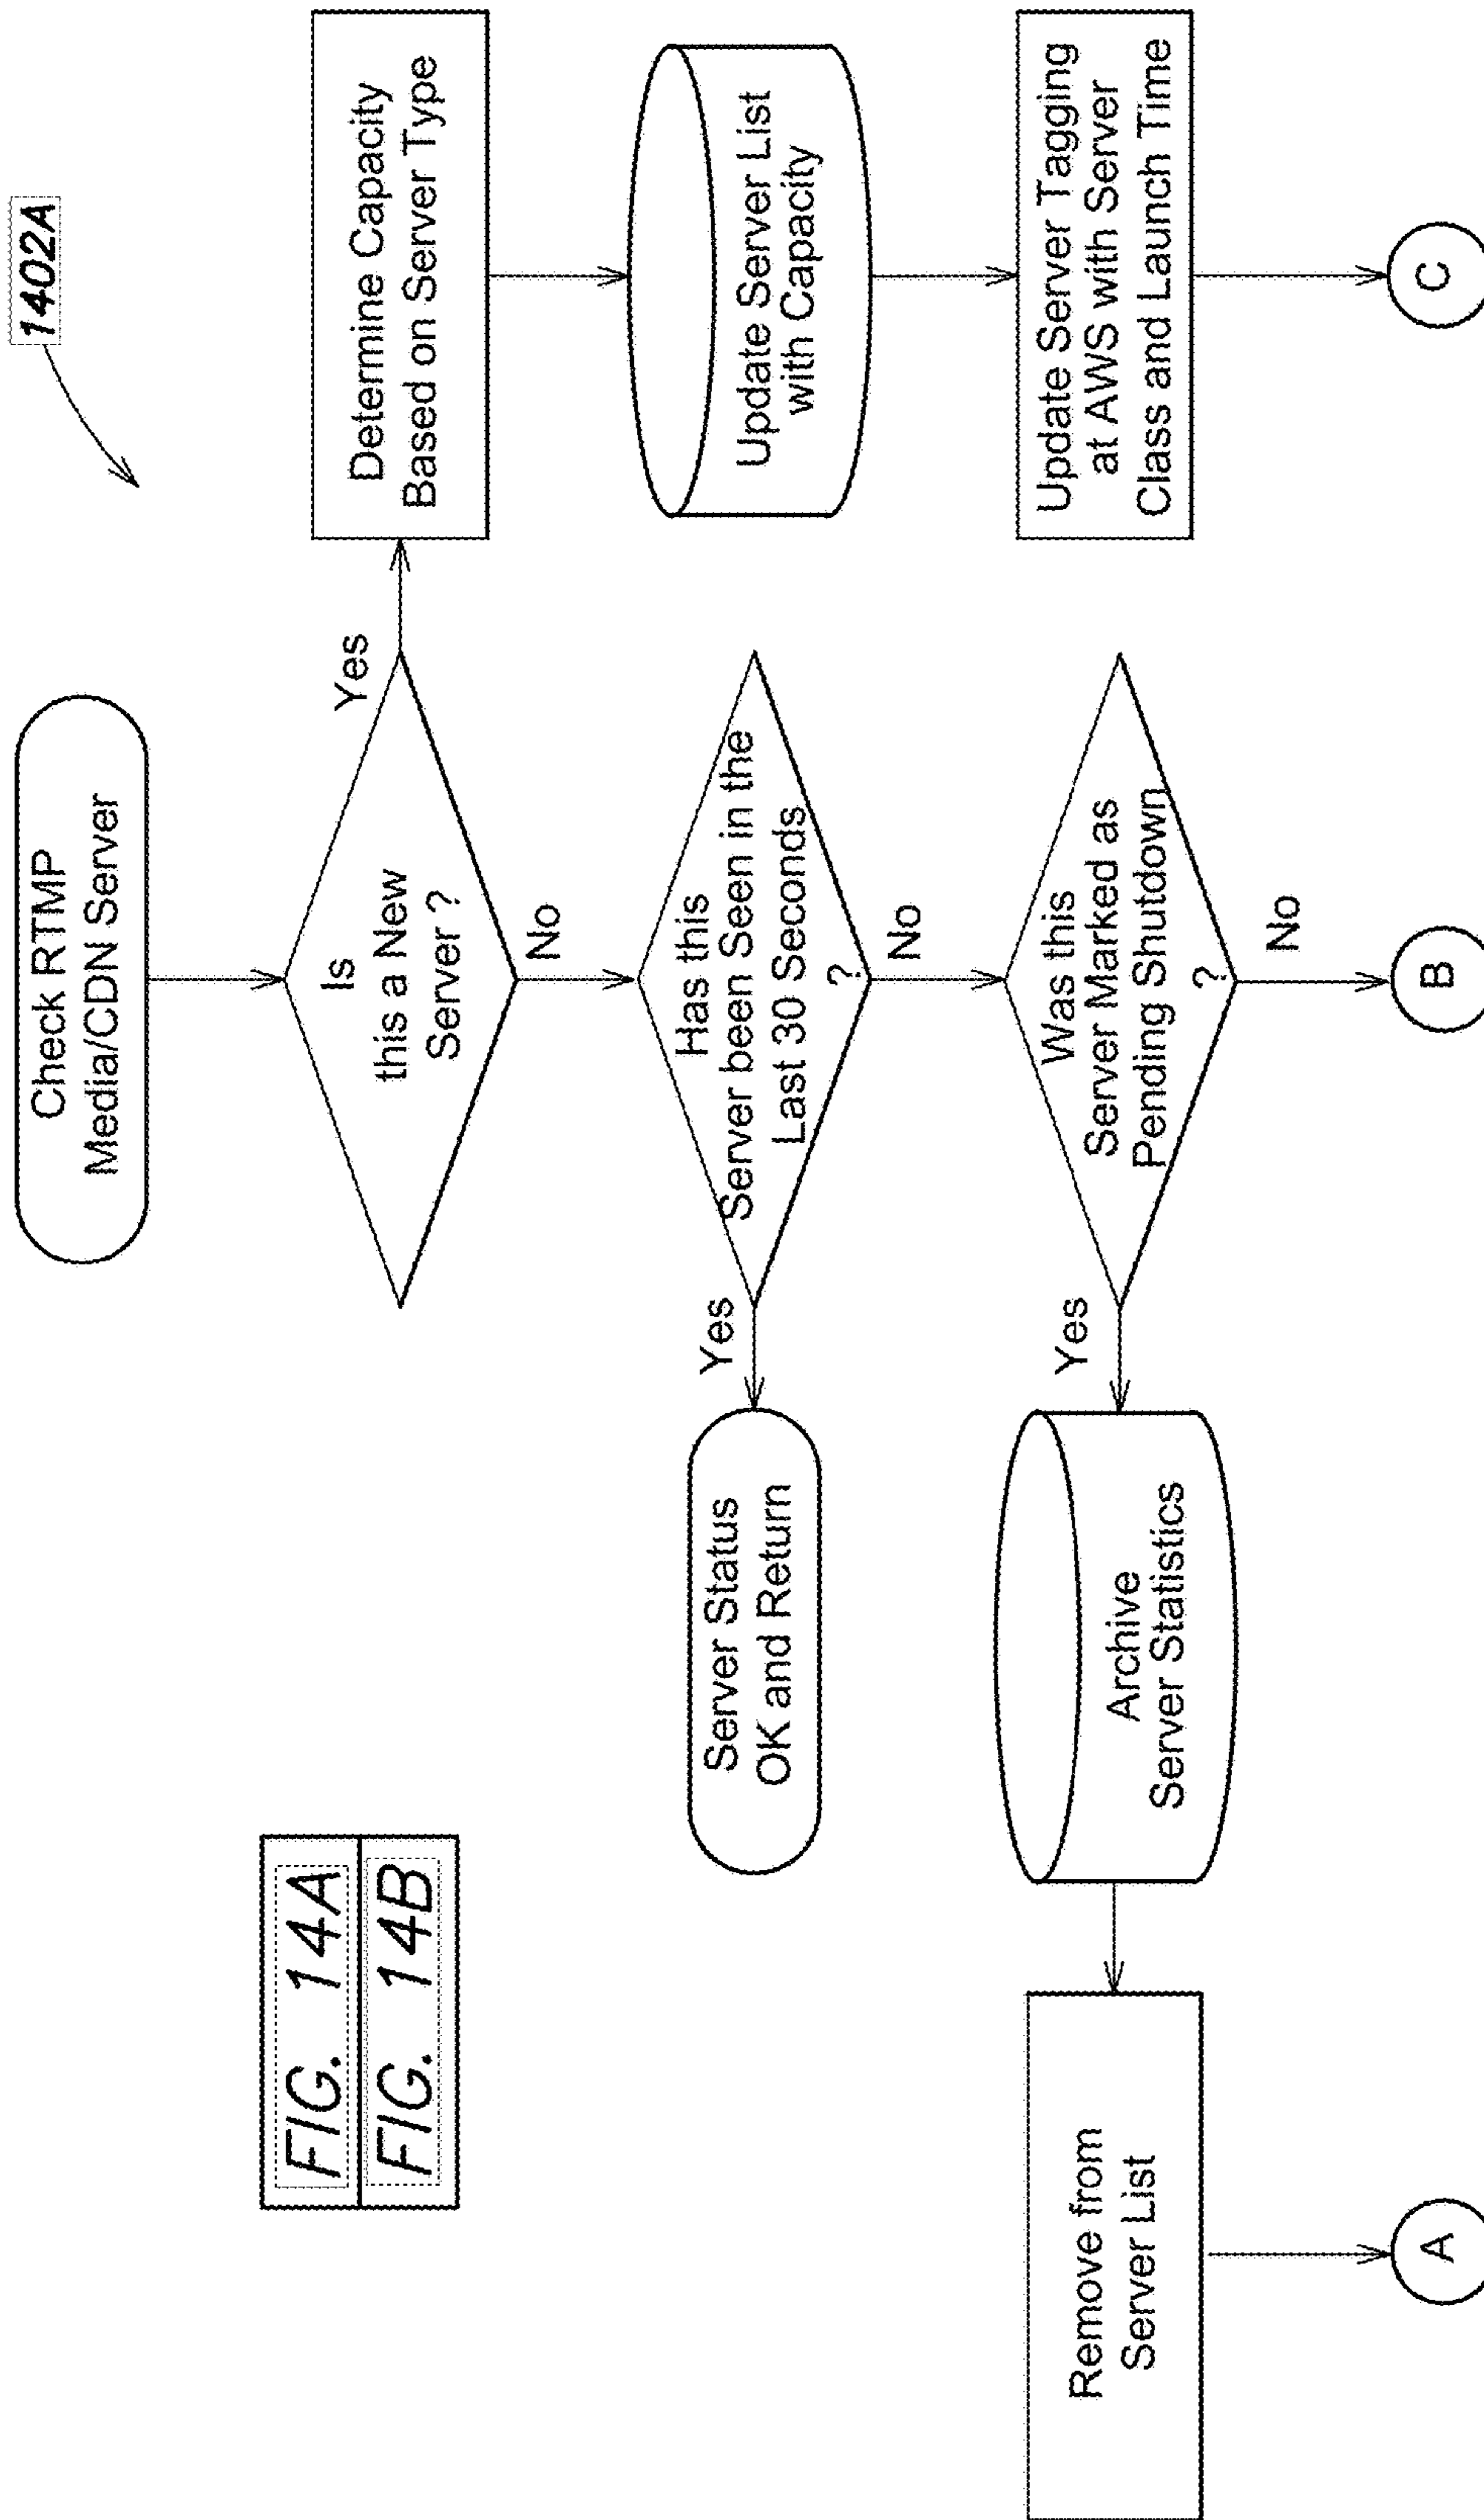 1402A
Check RTMP
Media/CDN Server
Is
this a New
Server ?
Yes
No
Determine Capacity
Based on Server Type
Update Server List
with Capacity
Update Server Tagging
at AWS with Server
Class and Launch Time
C
Has this
Server been Seen in the
Last 30 Seconds
?
Yes
No
Server Status
OK and Return
Was this
Server Marked as
Pending Shutdown
?
Yes
No
B
Archive
Server Statistics
Remove from
Server List
A
FIG. 14A
FIG. 14B